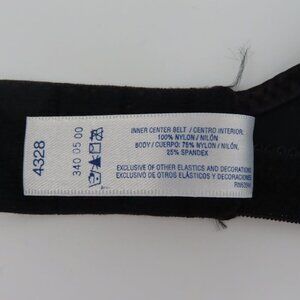 4328
340 05 00
INNER CENTER BELT / CENTRO INTERIOR:
100% NYLON / NILÓN
BODY / CUERPO: 75% NYLON / NILÓN,
25% SPANDEX
EXCLUSIVE OF OTHER ELASTICS AND DECORATIONS
EXCLUSIVO DE OTROS ELÁSTICOS Y DECORACIONES